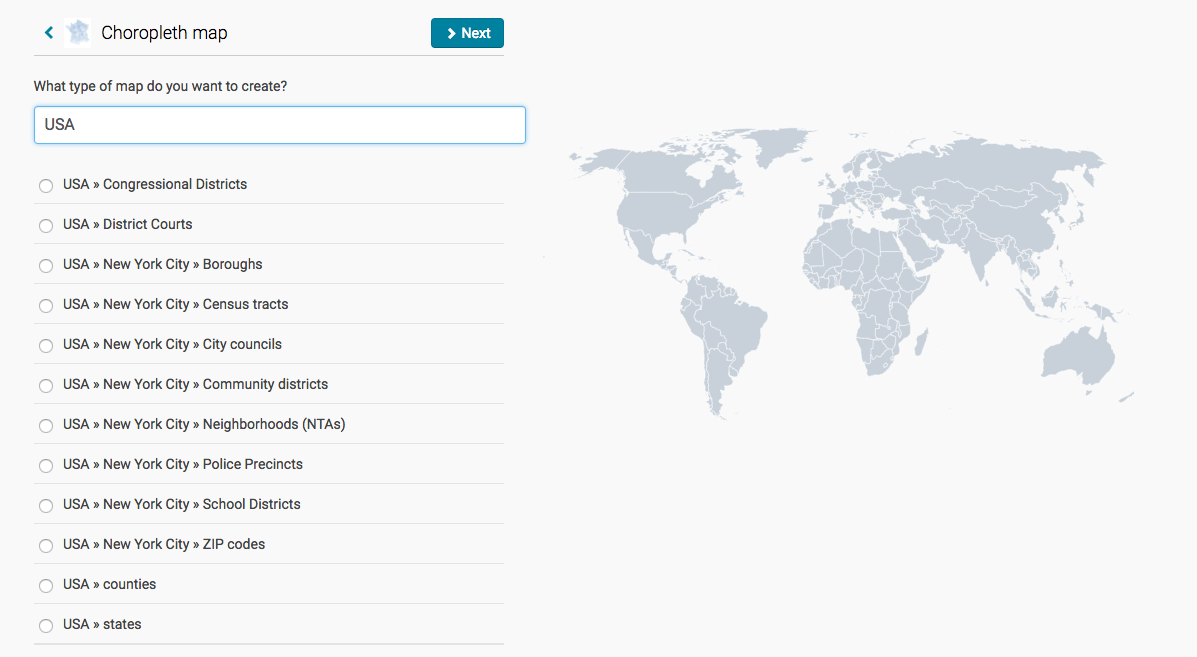 Choropleth map
Next
What type of map do you want to create?
USA
USA » Congressional Districts
USA » District Courts
USA » New York City » Boroughs
USA » New York City » Census tracts
USA » New York City » City councils
USA » New York City » Community districts
USA » New York City » Neighborhoods (NTAs)
USA » New York City » Police Precincts
USA » New York City » School Districts
USA » New York City » ZIP codes
USA » counties
USA » states